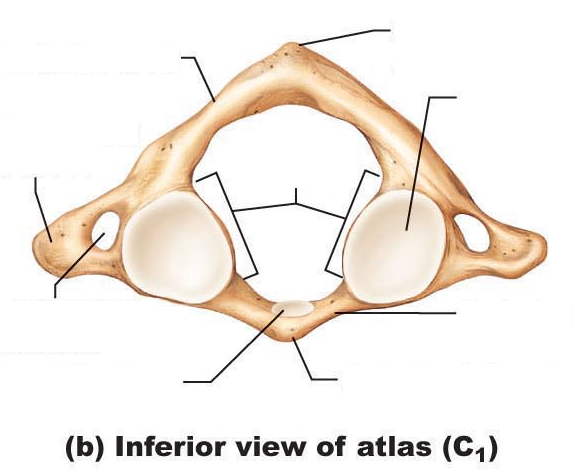 (b) Inferior view of atlas (C₁)